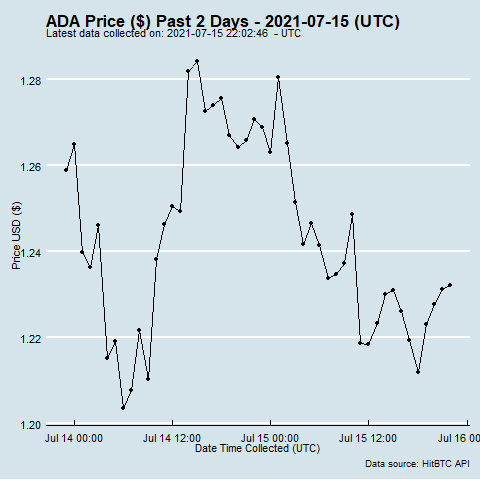 ADA Price ($) Past 2 Days - 2021-07-15 (UTC)
Latest data collected on: 2021-07-15 22:02:46  - UTC
1.28
1.26
1.24
1.22
1.20
Price USD ($)
Jul 14 00:00
Jul 14 12:00
Jul 15 00:00
Jul 15 12:00
Jul 16 00:00
Date Time Collected (UTC)
Data source: HitBTC API